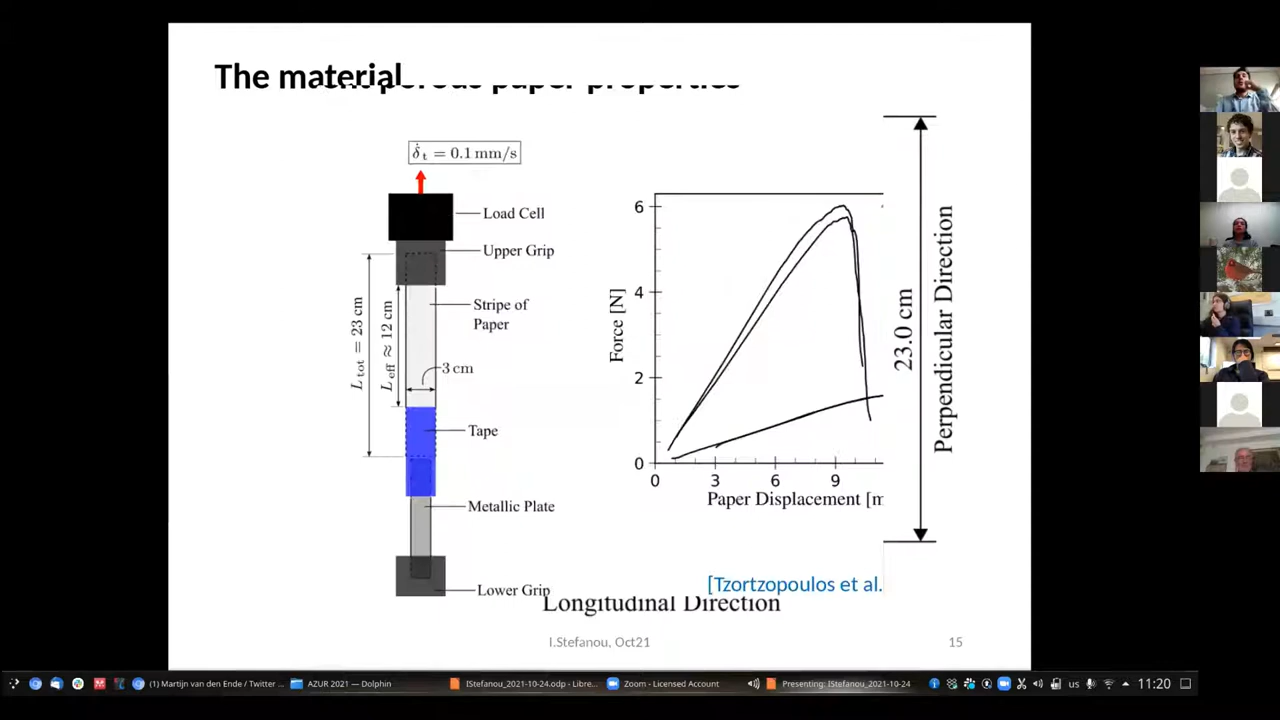 The material
porous paper properties
δ̇ t = 0.1 mm/s
Load Cell
Upper Grip
Stripe of
Paper
L tot = 23 cm
L eff ≈ 12 cm
3 cm
Tape
Metallic Plate
Lower Grip
Force [N]
6
4
2
0
0 3 6 9
Paper Displacement [m
23.0 cm
Perpendicular Direction
[Tzortzopoulos et al.
Longitudinal Direction
I.Stefanou, Oct21
15
(1) Martijn van den Ende / Twitter ...
AZUR 2021 — Dolphin
IStefanou_2021-10-24.odp - Libre...
Zoom - Licensed Account
Presenting: IStefanou_2021-10-24
us
11:20